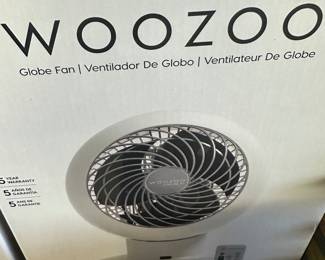 WOOZOO
Globe Fan | Ventilador De Globo | Ventilateur De Globe
5 YEAR WARRANTY
5 AÑOS DE GARANTÍA
5 ANS DE GARANTIE
WOOZOO